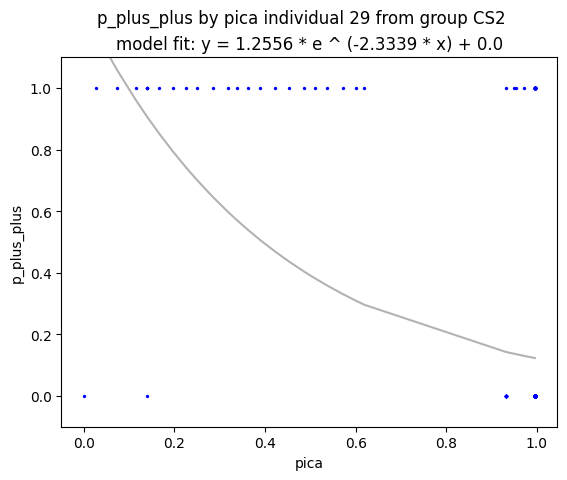 p_plus_plus by pica individual 29 from group CS2
model fit: y = 1.2556 * e ^ (-2.3339 * x) + 0.0
1.0
0.8
0.6
0.4
0.2
0.0
p_plus_plus
0.0 0.2 0.4 0.6 0.8 1.0
pica